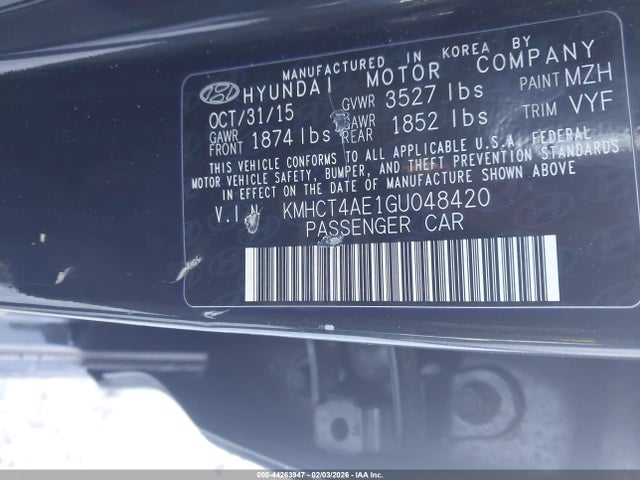 MANUFACTURED IN KOREA BY
HYUNDAI MOTOR COMPANY
OCT/31/15 GVWR 3527 lbs PAINT MZH
GAWR FRONT 1874 lbs GAWR REAR 1852 lbs TRIM VYF
THIS VEHICLE CONFORMS TO ALL APPLICABLE U.S.A. FEDERAL
MOTOR VEHICLE SAFETY, BUMPER, AND THEFT PREVENTION STANDARDS
IN EFFECT ON THE DATE OF MANUFACTURE SHOWN ABOVE
V.I.N KMHCT4AE1GU048420
PASSENGER CAR
000-44263947 - 02/03/2026 - IAA Inc.